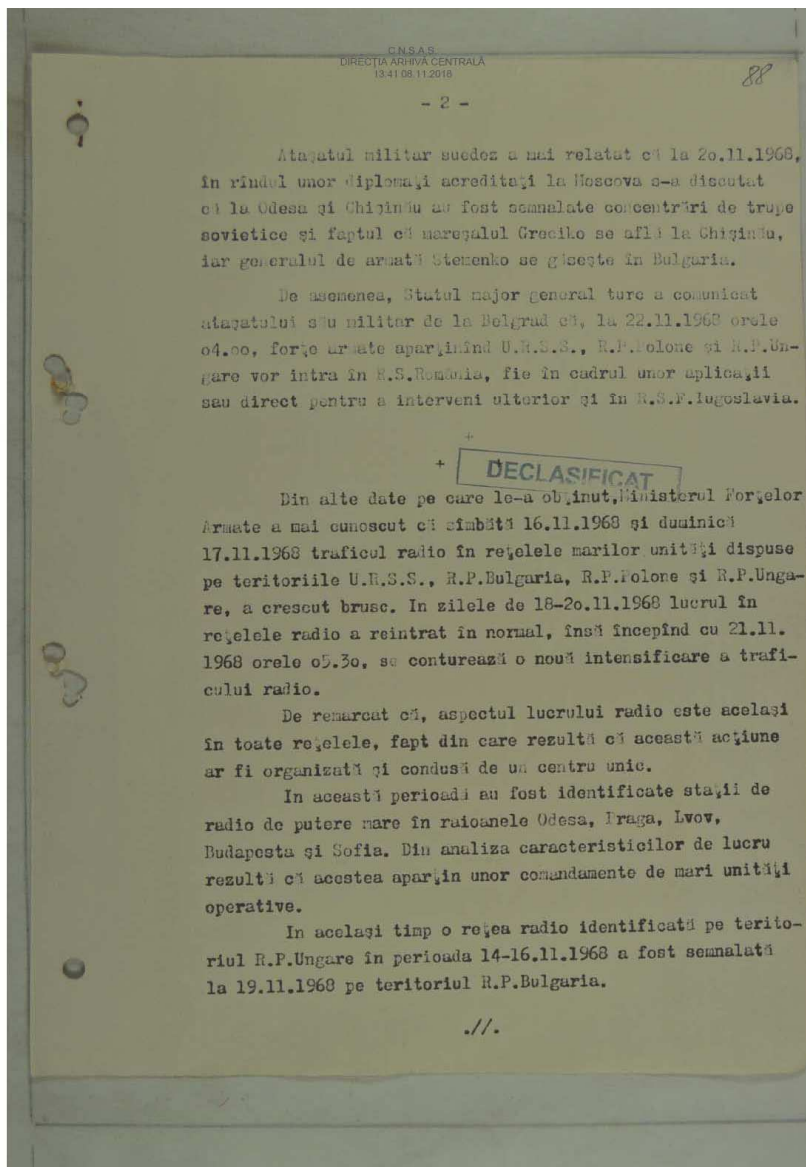 C.N.S.A.S.
DIRECȚIA ARHIVA CENTRALĂ
13:41 08.11.2016
88
- 2 -
Atașatul militar suedez a mai relatat că la 2o.11.1968,
în rîndul unor diplomați acreditați la Moscova s-a discutat
că la Odesa și Chișinău au fost semnalate concentrări de trupe
sovietice și faptul că mareșalul Greciko se află la Chișinău,
iar generalul de armată Stemenko se găsește în Bulgaria.
De asemenea, Statul major general turc a comunicat
atașatului său militar de la Belgrad că, la 22.11.1968 orele
o4.oo, forțe armate aparținînd U.R.S.S., R.P.Polone și R.P.Un-
gare vor intra în R.S.România, fie în cadrul unor aplicații
sau direct pentru a interveni ulterior și în R.S.F.Iugoslavia.
+
+ +
DECLASIFICAT
Din alte date pe care le-a obținut,Ministerul Forțelor
Armate a mai cunoscut că sîmbătă 16.11.1968 și duminică
17.11.1968 traficul radio în rețelele marilor unități dispuse
pe teritoriile U.R.S.S., R.P.Bulgaria, R.P.Polone și R.P.Unga-
re, a crescut brusc. In zilele de 18-2o.11.1968 lucrul în
rețelele radio a reintrat în normal, însă începînd cu 21.11.
1968 orele o5.3o, se conturează o nouă intensificare a trafi-
cului radio.
De remarcat că, aspectul lucrului radio este același
în toate rețelele, fapt din care rezultă că această acțiune
ar fi organizată și condusă de un centru unic.
In această perioadă au fost identificate stații de
radio de putere mare în raioanele Odesa, Praga, Lvov,
Budapesta și Sofia. Din analiza caracteristicilor de lucru
rezultă că acestea aparțin unor comandamente de mari unități
operative.
In același timp o rețea radio identificată pe terito-
riul R.P.Ungare în perioada 14-16.11.1968 a fost semnalată
la 19.11.1968 pe teritoriul R.P.Bulgaria.
.//.